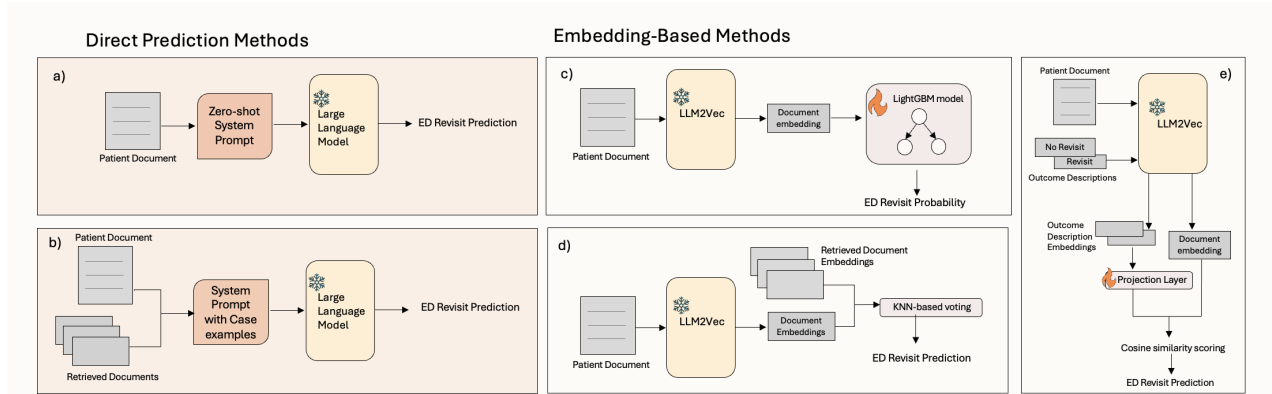 Direct Prediction Methods
Embedding-Based Methods
a)
Patient Document
Zero-shot
System
Prompt
Large
Language
Model
ED Revisit Prediction
b)
Patient Document
Retrieved Documents
System
Prompt
with Case
examples
Large
Language
Model
ED Revisit Prediction
c)
Patient Document
LLM2Vec
Document
embedding
LightGBM model
ED Revisit Probability
d)
Patient Document
LLM2Vec
Retrieved Document
Embeddings
Document
Embeddings
KNN-based voting
ED Revisit Prediction
e)
Patient Document
LLM2Vec
No Revisit
Revisit
Outcome Descriptions
Outcome
Description
Embeddings
Document
embedding
Projection Layer
Cosine similarity scoring
ED Revisit Prediction